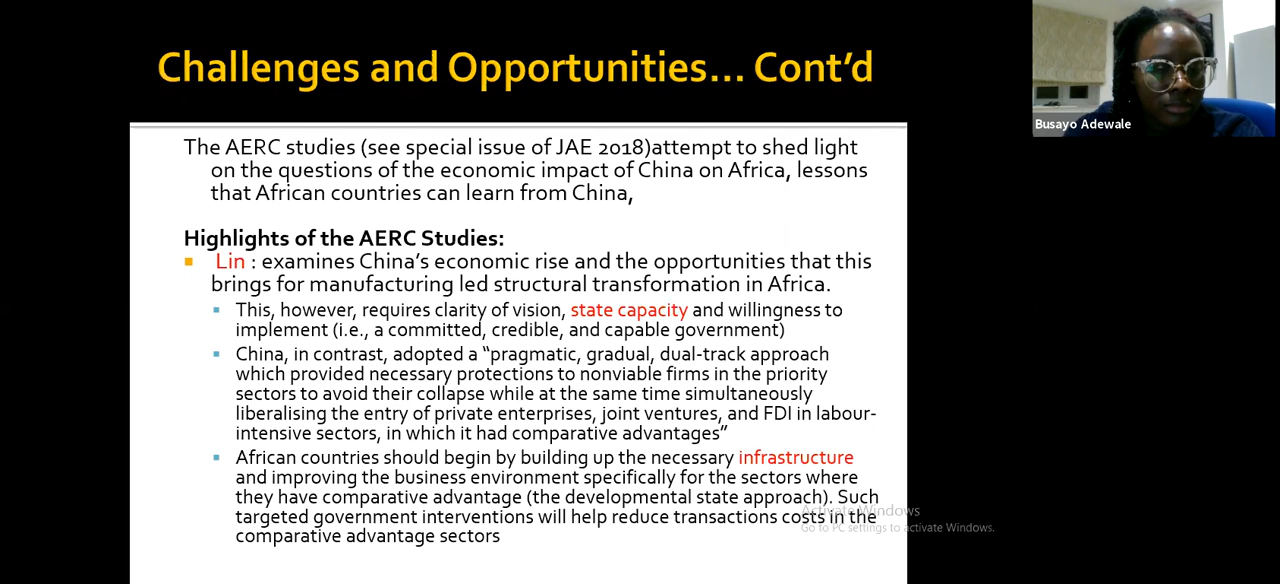 Challenges and Opportunities... Cont'd
Busayo Adewale
The AERC studies (see special issue of JAE 2018)attempt to shed light
on the questions of the economic impact of China on Africa, lessons
that African countries can learn from China,
Highlights of the AERC Studies:
Lin : examines China's economic rise and the opportunities that this
brings for manufacturing led structural transformation in Africa.
This, however, requires clarity of vision, state capacity and willingness to
implement (i.e., a committed, credible, and capable government)
China, in contrast, adopted a "pragmatic, gradual, dual-track approach
which provided necessary protections to nonviable firms in the priority
sectors to avoid their collapse while at the same time simultaneously
liberalising the entry of private enterprises, joint ventures, and FDI in labour-
intensive sectors, in which it had comparative advantages"
African countries should begin by building up the necessary infrastructure
and improving the business environment specifically for the sectors where
they have comparative advantage (the developmental state approach). Such
targeted government interventions will help reduce transactions costs in the
comparative advantage sectors
Activate Windows
Go to PC settings to activate Windows.